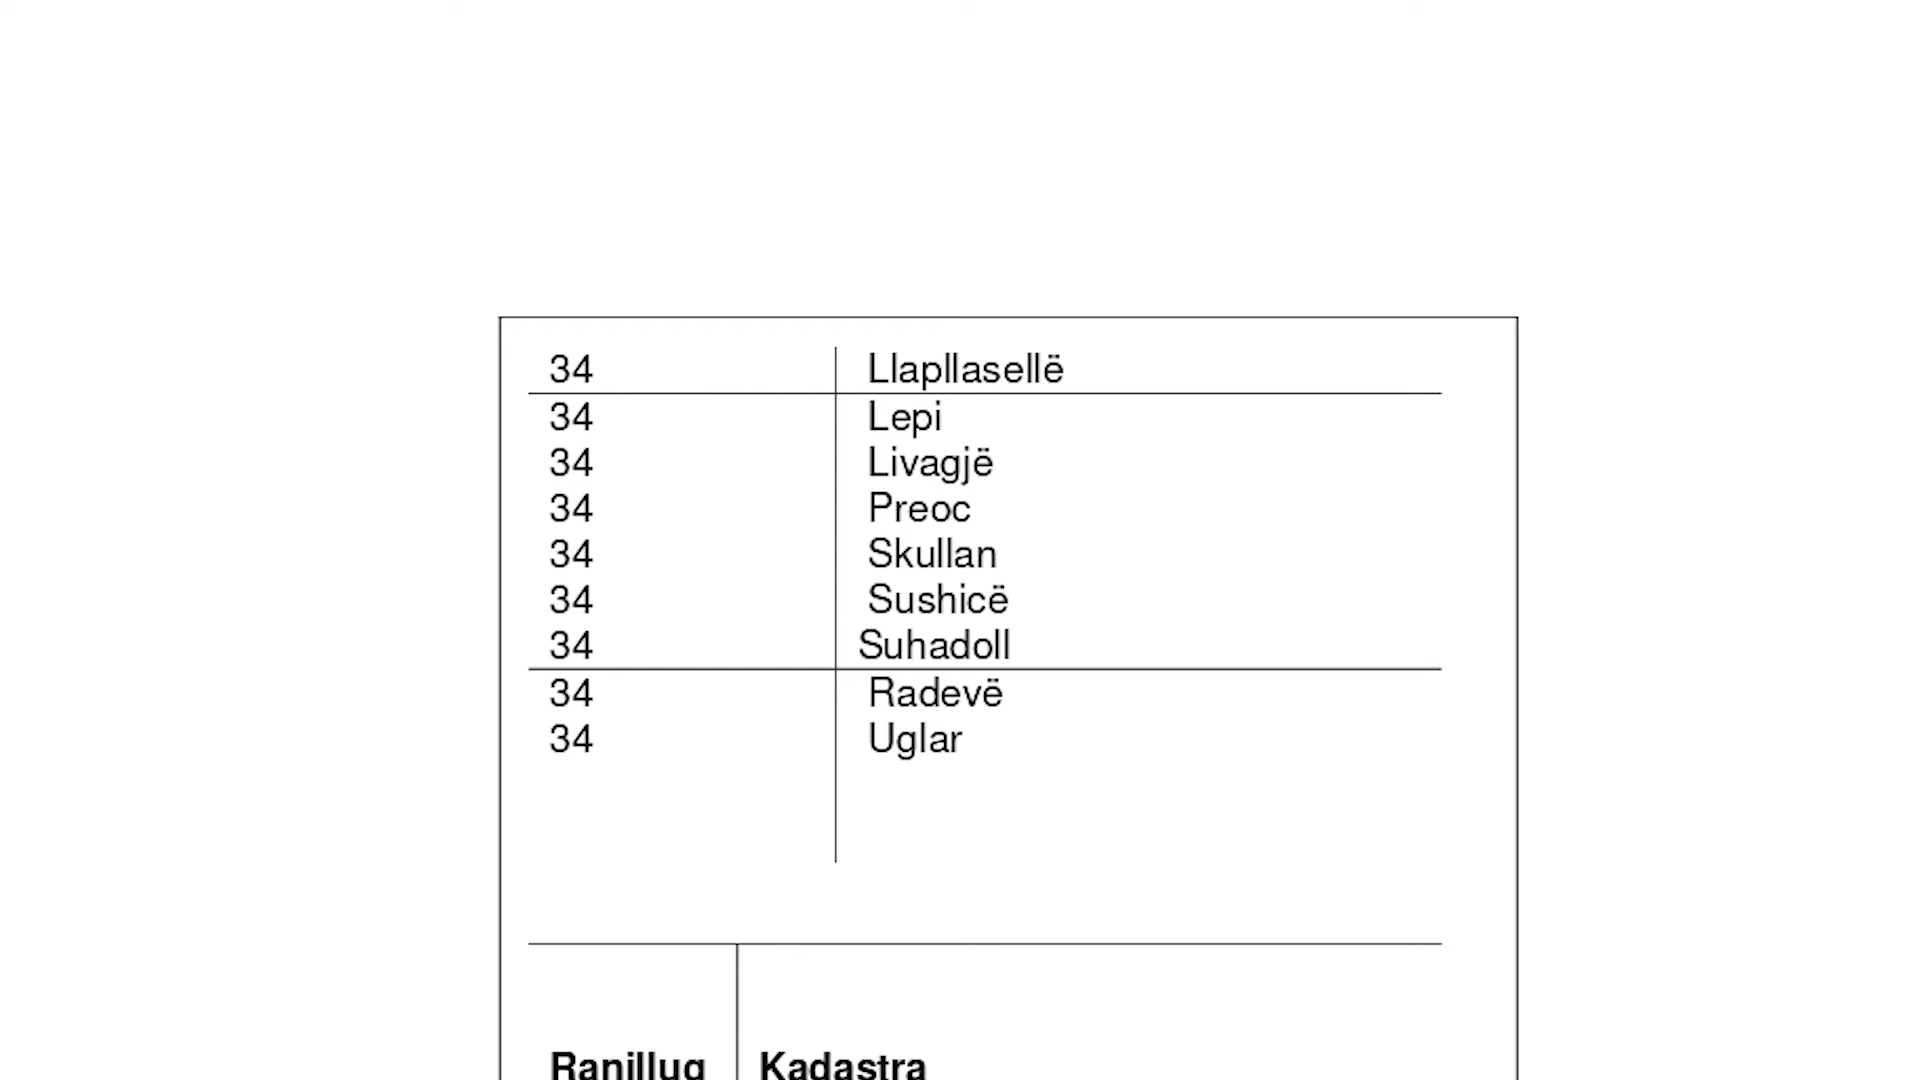 34 Llapllasellë
34 Lepi
34 Livagjë
34 Preoc
34 Skullan
34 Sushicë
34 Suhadoll
34 Radevë
34 Uglar
Ranillug Kadastra